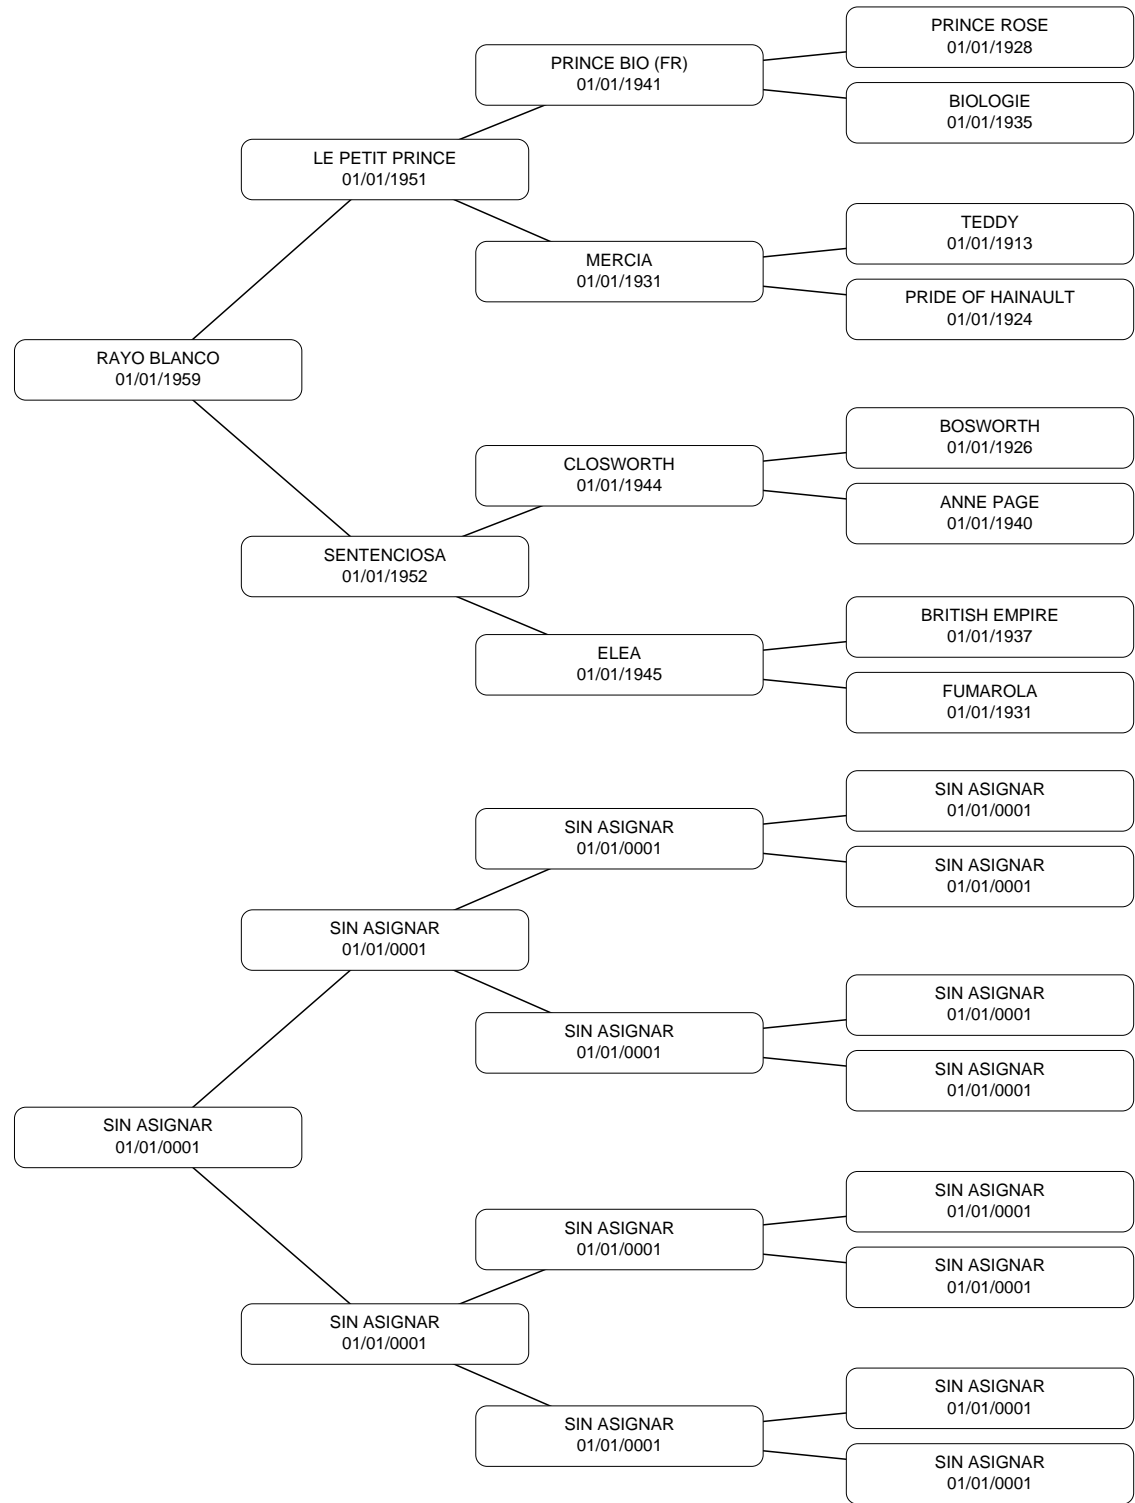 PRINCE ROSE
01/01/1928
PRINCE BIO (FR)
01/01/1941
BIOLOGIE
01/01/1935
LE PETIT PRINCE
01/01/1951
TEDDY
01/01/1913
MERCIA
01/01/1931
PRIDE OF HAINAULT
01/01/1924
RAYO BLANCO
01/01/1959
BOSWORTH
01/01/1926
CLOSWORTH
01/01/1944
ANNE PAGE
01/01/1940
SENTENCIOSA
01/01/1952
BRITISH EMPIRE
01/01/1937
ELEA
01/01/1945
FUMAROLA
01/01/1931
SIN ASIGNAR
01/01/0001
SIN ASIGNAR
01/01/0001
SIN ASIGNAR
01/01/0001
SIN ASIGNAR
01/01/0001
SIN ASIGNAR
01/01/0001
SIN ASIGNAR
01/01/0001
SIN ASIGNAR
01/01/0001
SIN ASIGNAR
01/01/0001
SIN ASIGNAR
01/01/0001
SIN ASIGNAR
01/01/0001
SIN ASIGNAR
01/01/0001
SIN ASIGNAR
01/01/0001
SIN ASIGNAR
01/01/0001
SIN ASIGNAR
01/01/0001
SIN ASIGNAR
01/01/0001